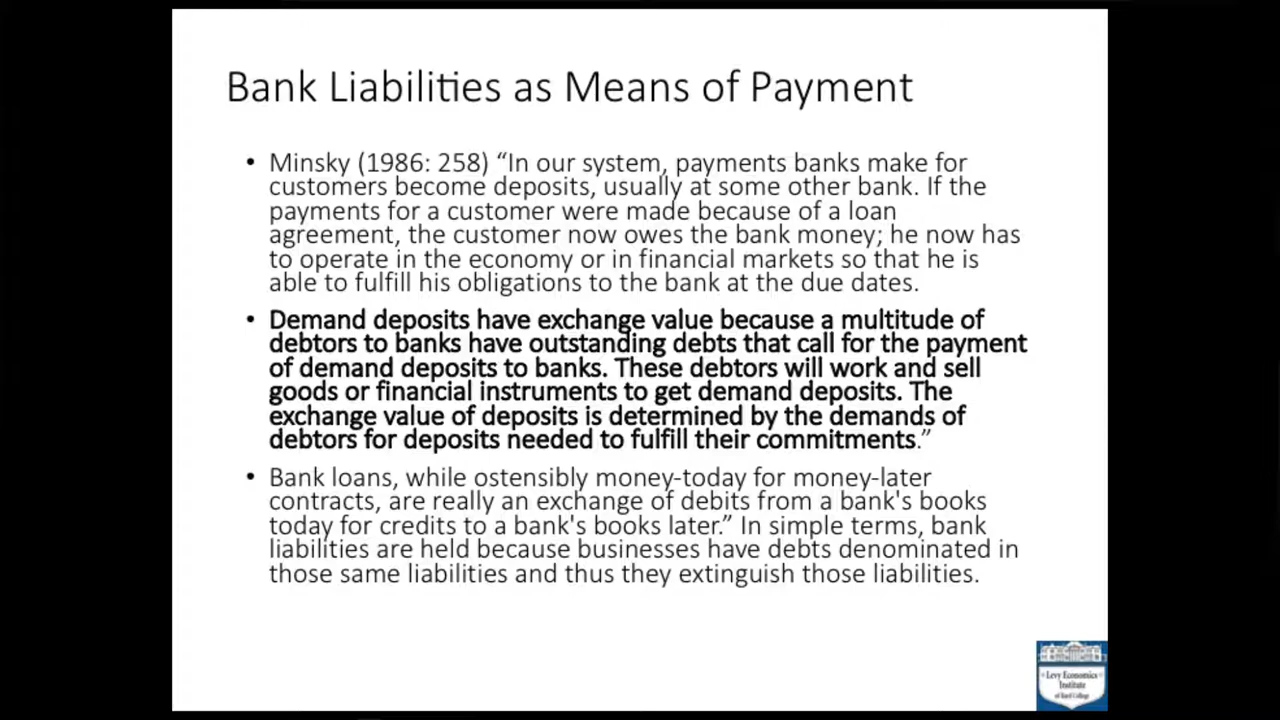 Bank Liabilities as Means of Payment
• Minsky (1986: 258) “In our system, payments banks make for
customers become deposits, usually at some other bank. If the
payments for a customer were made because of a loan
agreement, the customer now owes the bank money; he now has
to operate in the economy or in financial markets so that he is
able to fulfill his obligations to the bank at the due dates.
• Demand deposits have exchange value because a multitude of
debtors to banks have outstanding debts that call for the payment
of demand deposits to banks. These debtors will work and sell
goods or financial instruments to get demand deposits. The
exchange value of deposits is determined by the demands of
debtors for deposits needed to fulfill their commitments.”
• Bank loans, while ostensibly money-today for money-later
contracts, are really an exchange of debits from a bank's books
today for credits to a bank's books later.” In simple terms, bank
liabilities are held because businesses have debts denominated in
those same liabilities and thus they extinguish those liabilities.
Levy Economics
Institute
of Bard College